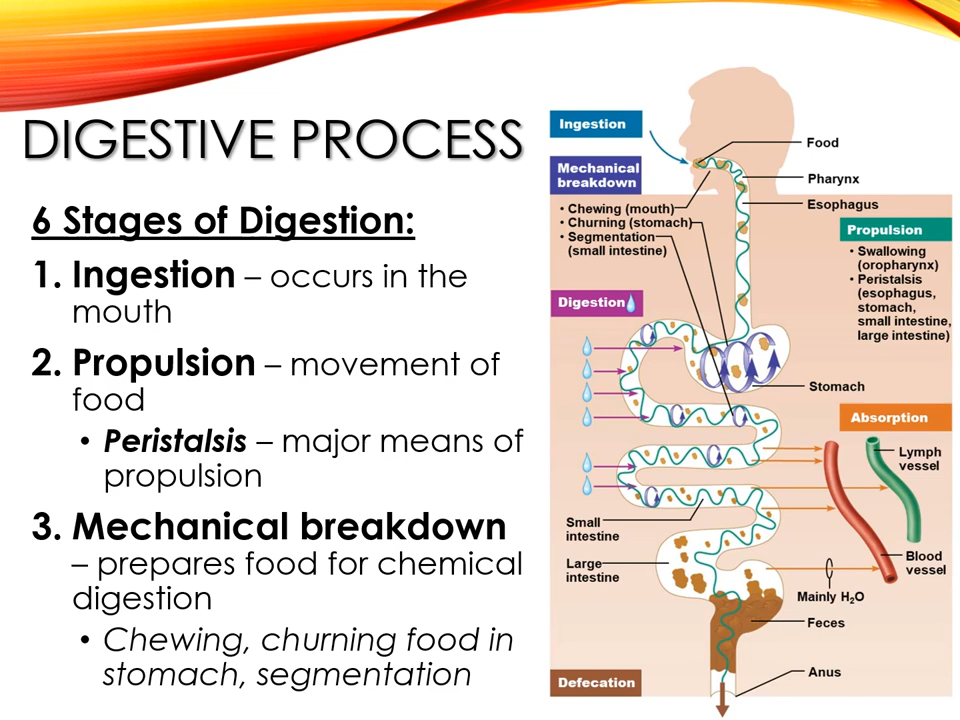 DIGESTIVE PROCESS
6 Stages of Digestion:
1. Ingestion – occurs in the
mouth
2. Propulsion – movement of
food
• Peristalsis – major means of
propulsion
3. Mechanical breakdown
– prepares food for chemical
digestion
• Chewing, churning food in
stomach, segmentation
Ingestion
Food
Mechanical
breakdown
Pharynx
Esophagus
• Chewing (mouth)
• Churning (stomach)
• Segmentation
(small intestine)
Propulsion
• Swallowing
(oropharynx)
• Peristalsis
(esophagus,
stomach,
small intestine,
large intestine)
Digestion
Stomach
Absorption
Lymph
vessel
Small
intestine
Large
intestine
Blood
vessel
Mainly H₂O
Feces
Anus
Defecation